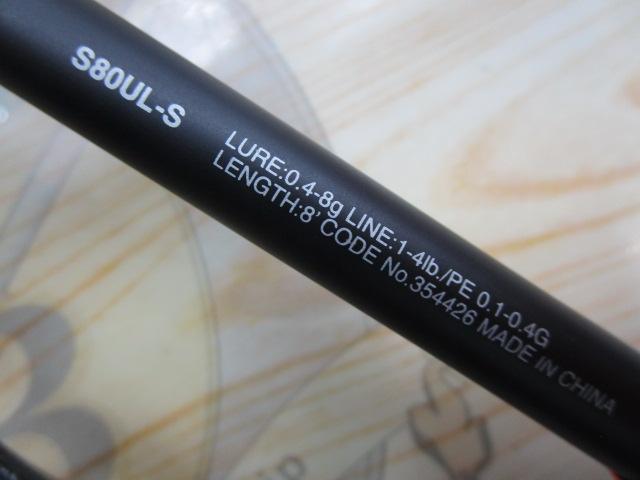 S80UL-S
LURE:0.4-8g LINE:1-4lb./PE 0.1-0.4G
LENGTH:8' CODE No.354426 MADE IN CHINA